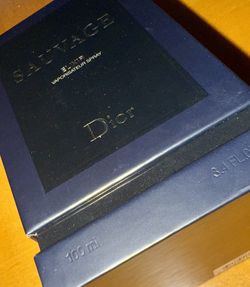 SAUVAGE
VAPORISATEUR SPRAY
Dior
100 ml
3.4 FL.O